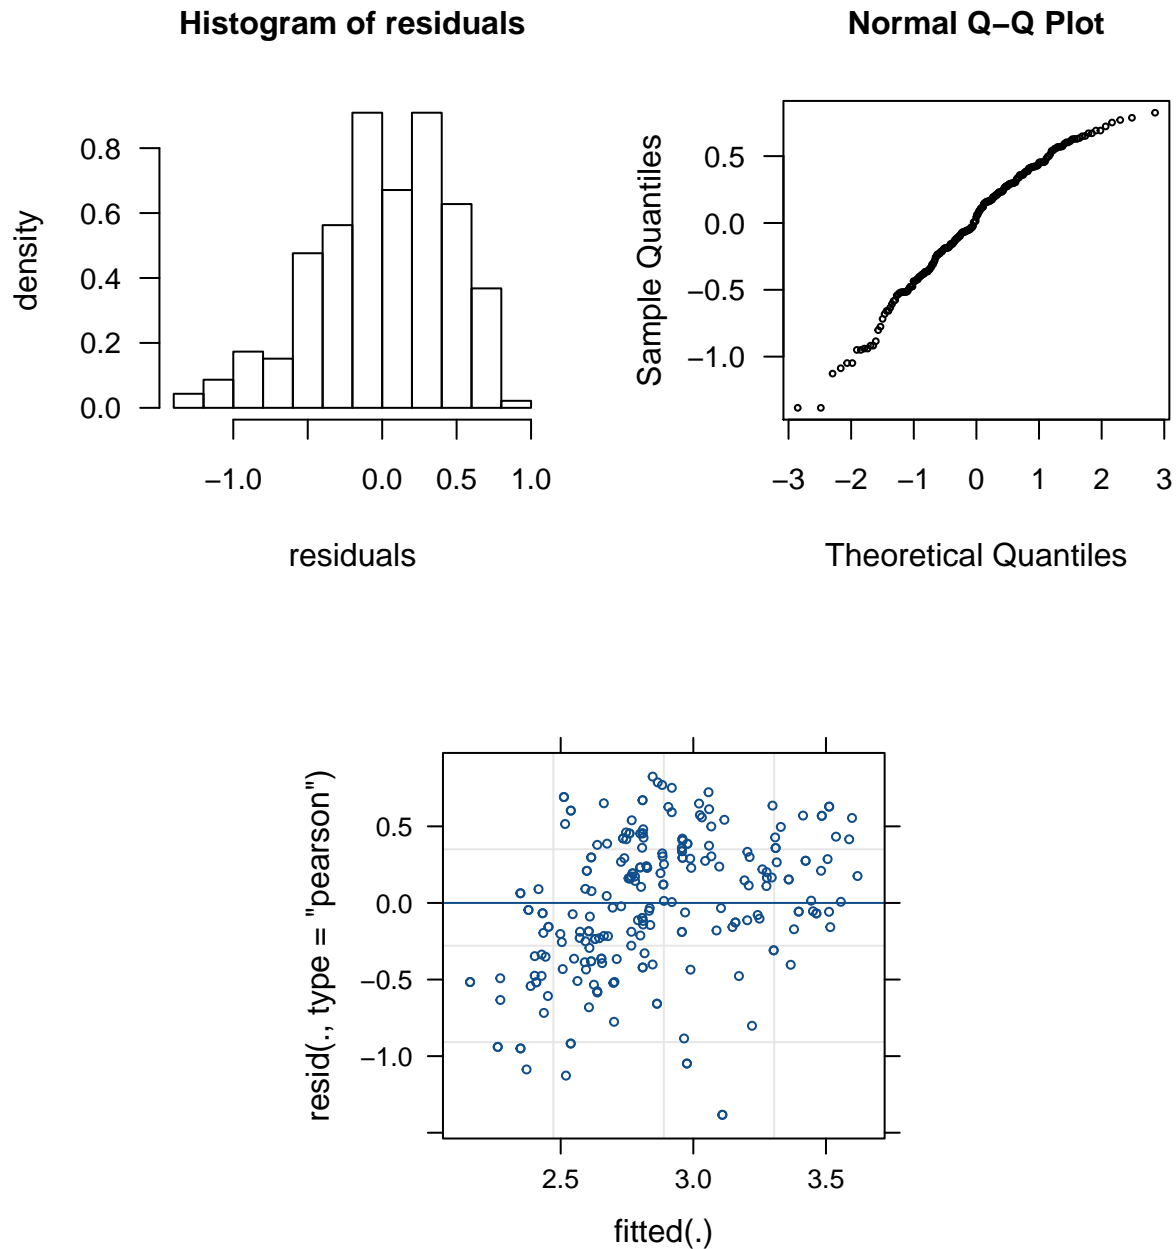 Histogram of residuals
density
0.0
0.2
0.4
0.6
0.8
−1.0 0.0 0.5 1.0
residuals
Normal Q−Q Plot
Sample Quantiles
0.5
0.0
−0.5
−1.0
−3 −2 −1 0 1 2 3
Theoretical Quantiles
resid(., type = "pearson")
0.5
0.0
−0.5
−1.0
2.5 3.0 3.5
fitted(.)